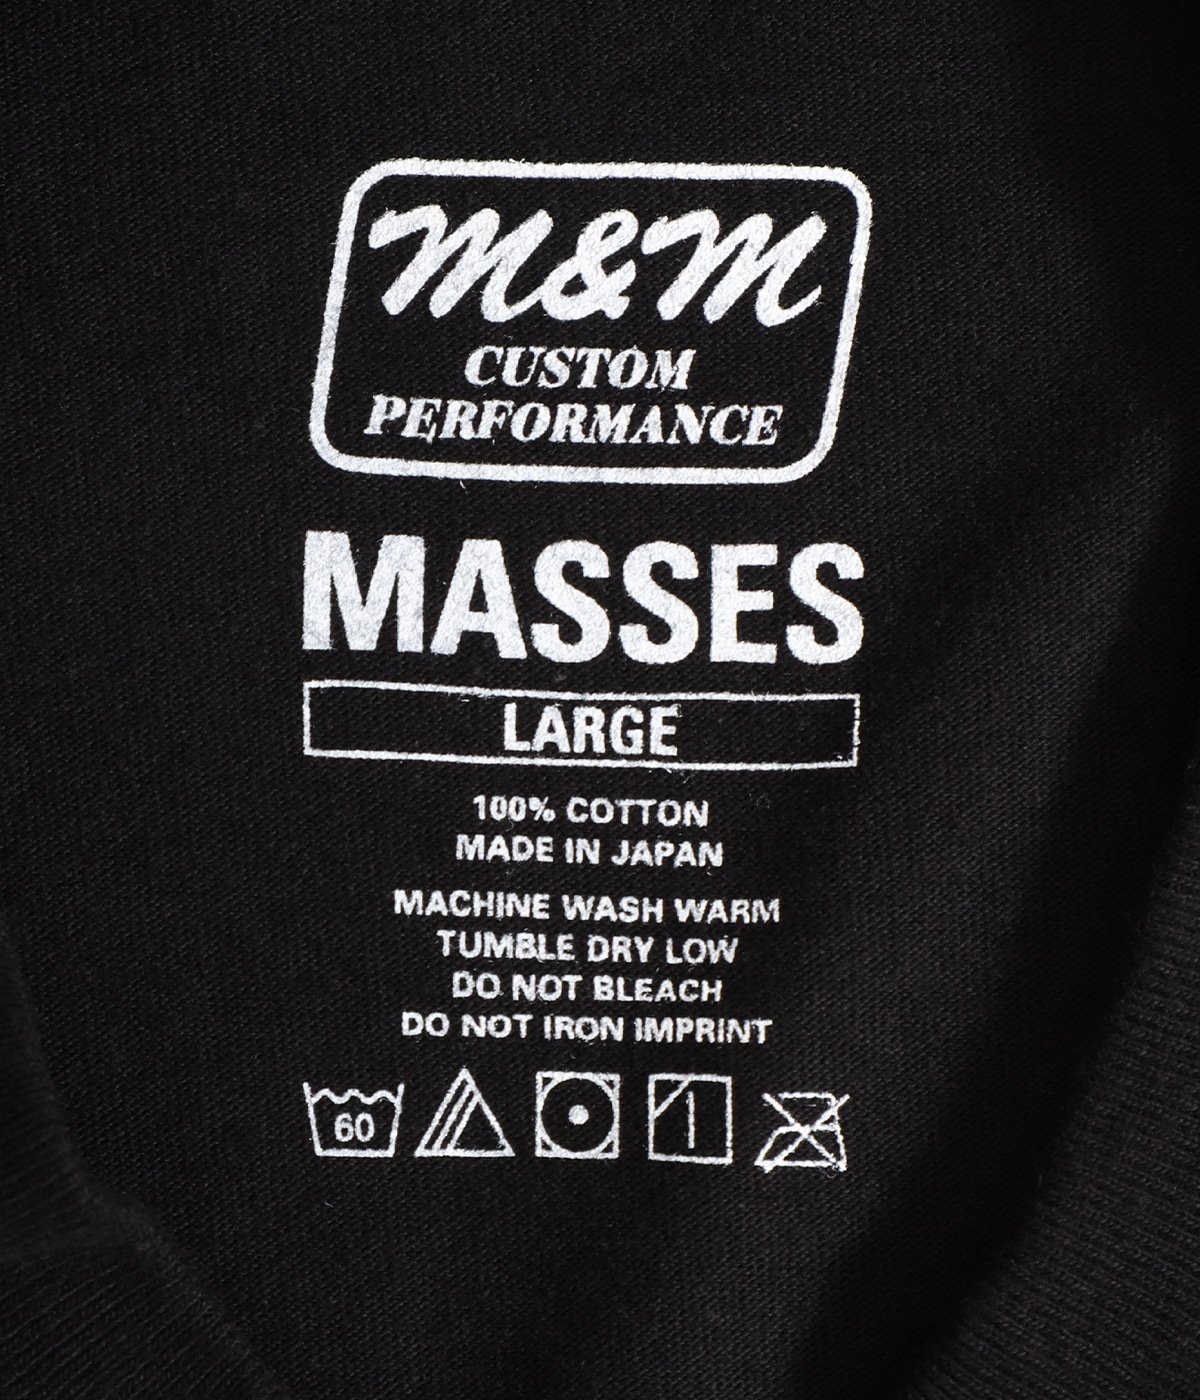 M&M
CUSTOM
PERFORMANCE
MASSES
LARGE
100% COTTON
MADE IN JAPAN
MACHINE WASH WARM
TUMBLE DRY LOW
DO NOT BLEACH
DO NOT IRON IMPRINT
60